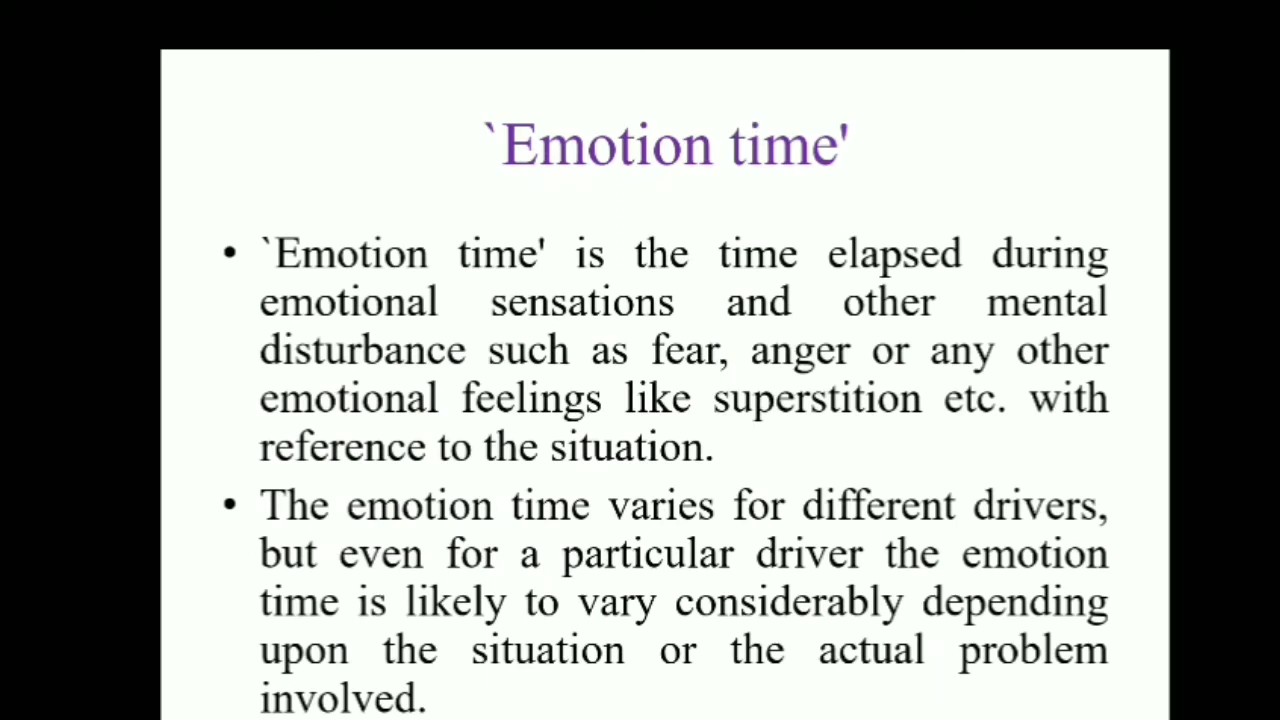 `Emotion time'
• `Emotion time' is the time elapsed during
emotional sensations and other mental
disturbance such as fear, anger or any other
emotional feelings like superstition etc. with
reference to the situation.
• The emotion time varies for different drivers,
but even for a particular driver the emotion
time is likely to vary considerably depending
upon the situation or the actual problem
involved.